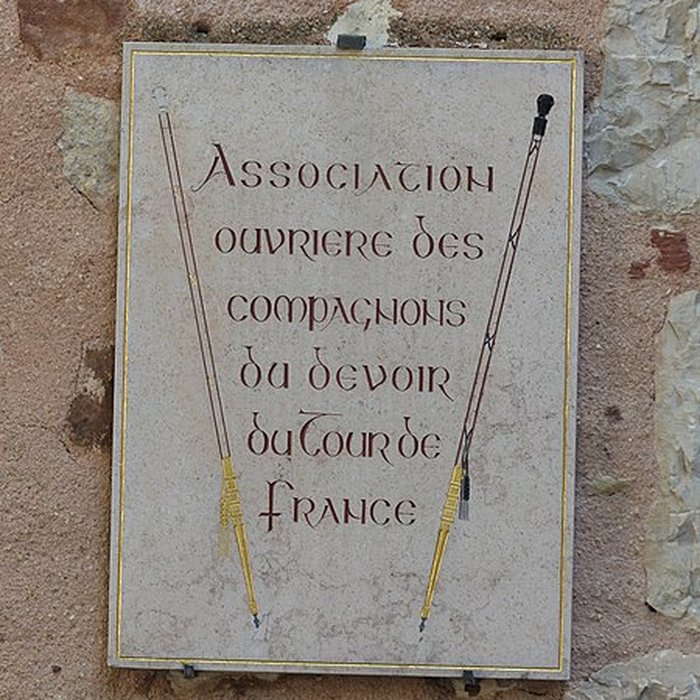 Association
ouvriere des
compagnons
du devoir
du Tour de
France